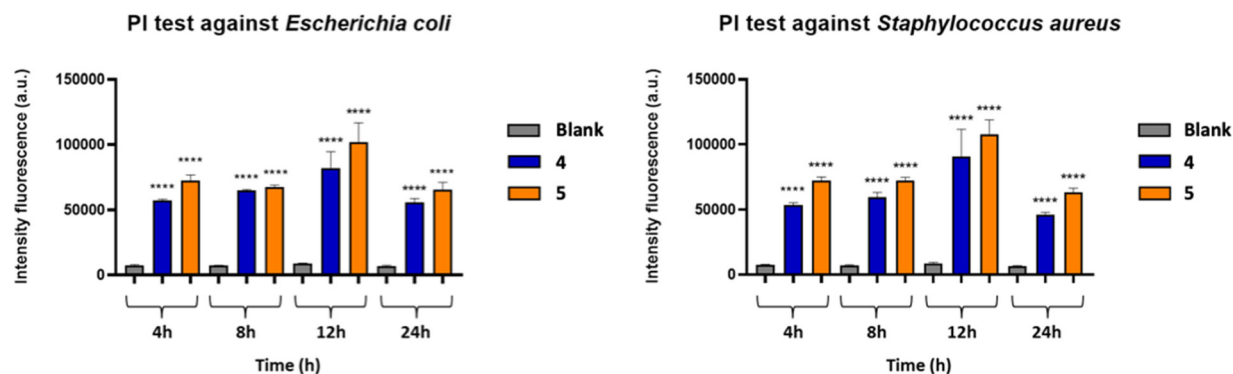 PI test against Escherichia coli
Intensity fluorescence (a.u.)
150000
100000
50000
0
**** ****
**** ****
**** ****
**** ****
4h 8h 12h 24h
Time (h)
Blank
4
5
PI test against Staphylococcus aureus
Intensity fluorescence (a.u.)
150000
100000
50000
0
**** ****
**** ****
**** ****
**** ****
4h 8h 12h 24h
Time (h)
Blank
4
5